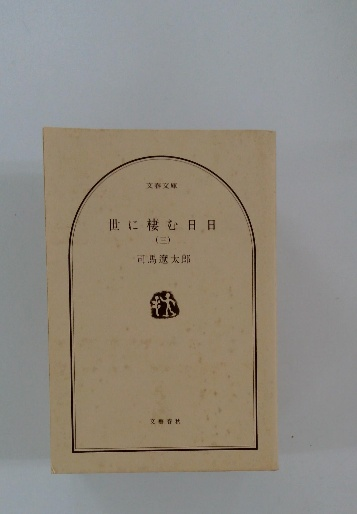 文春文庫
世に棲む日日
(三)
司馬遼太郎
文藝春秋